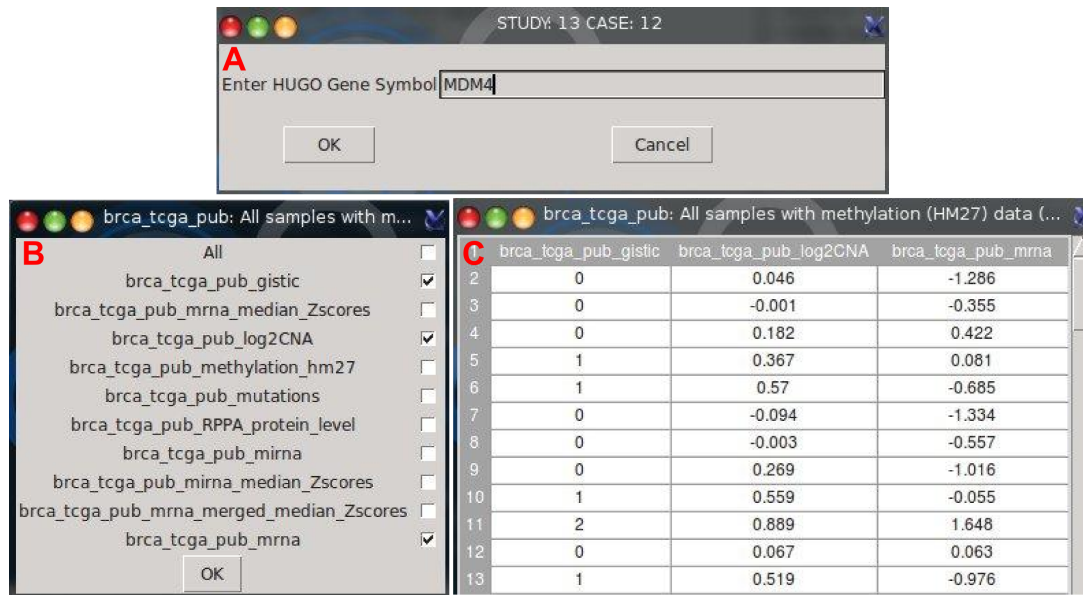 STUDY: 13 CASE: 12
A
Enter HUGO Gene Symbol MDM4
OK Cancel
brca_tcga_pub: All samples with m...
B
All
brca_tcga_pub_gistic
brca_tcga_pub_mrna_median_Zscores
brca_tcga_pub_log2CNA
brca_tcga_pub_methylation_hm27
brca_tcga_pub_mutations
brca_tcga_pub_RPPA_protein_level
brca_tcga_pub_mirna
brca_tcga_pub_mirna_median_Zscores
brca_tcga_pub_mrna_merged_median_Zscores
brca_tcga_pub_mrna
OK
brca_tcga_pub: All samples with methylation (HM27) data (...
C
1 brca_tcga_pub_gistic brca_tcga_pub_log2CNA brca_tcga_pub_mrna
2 0 0.046 -1.286
3 0 -0.001 -0.355
4 0 0.182 0.422
5 1 0.367 0.081
6 1 0.57 -0.685
7 0 -0.094 -1.334
8 0 -0.003 -0.557
9 0 0.269 -1.016
10 1 0.559 -0.055
11 2 0.889 1.648
12 0 0.067 0.063
13 1 0.519 -0.976